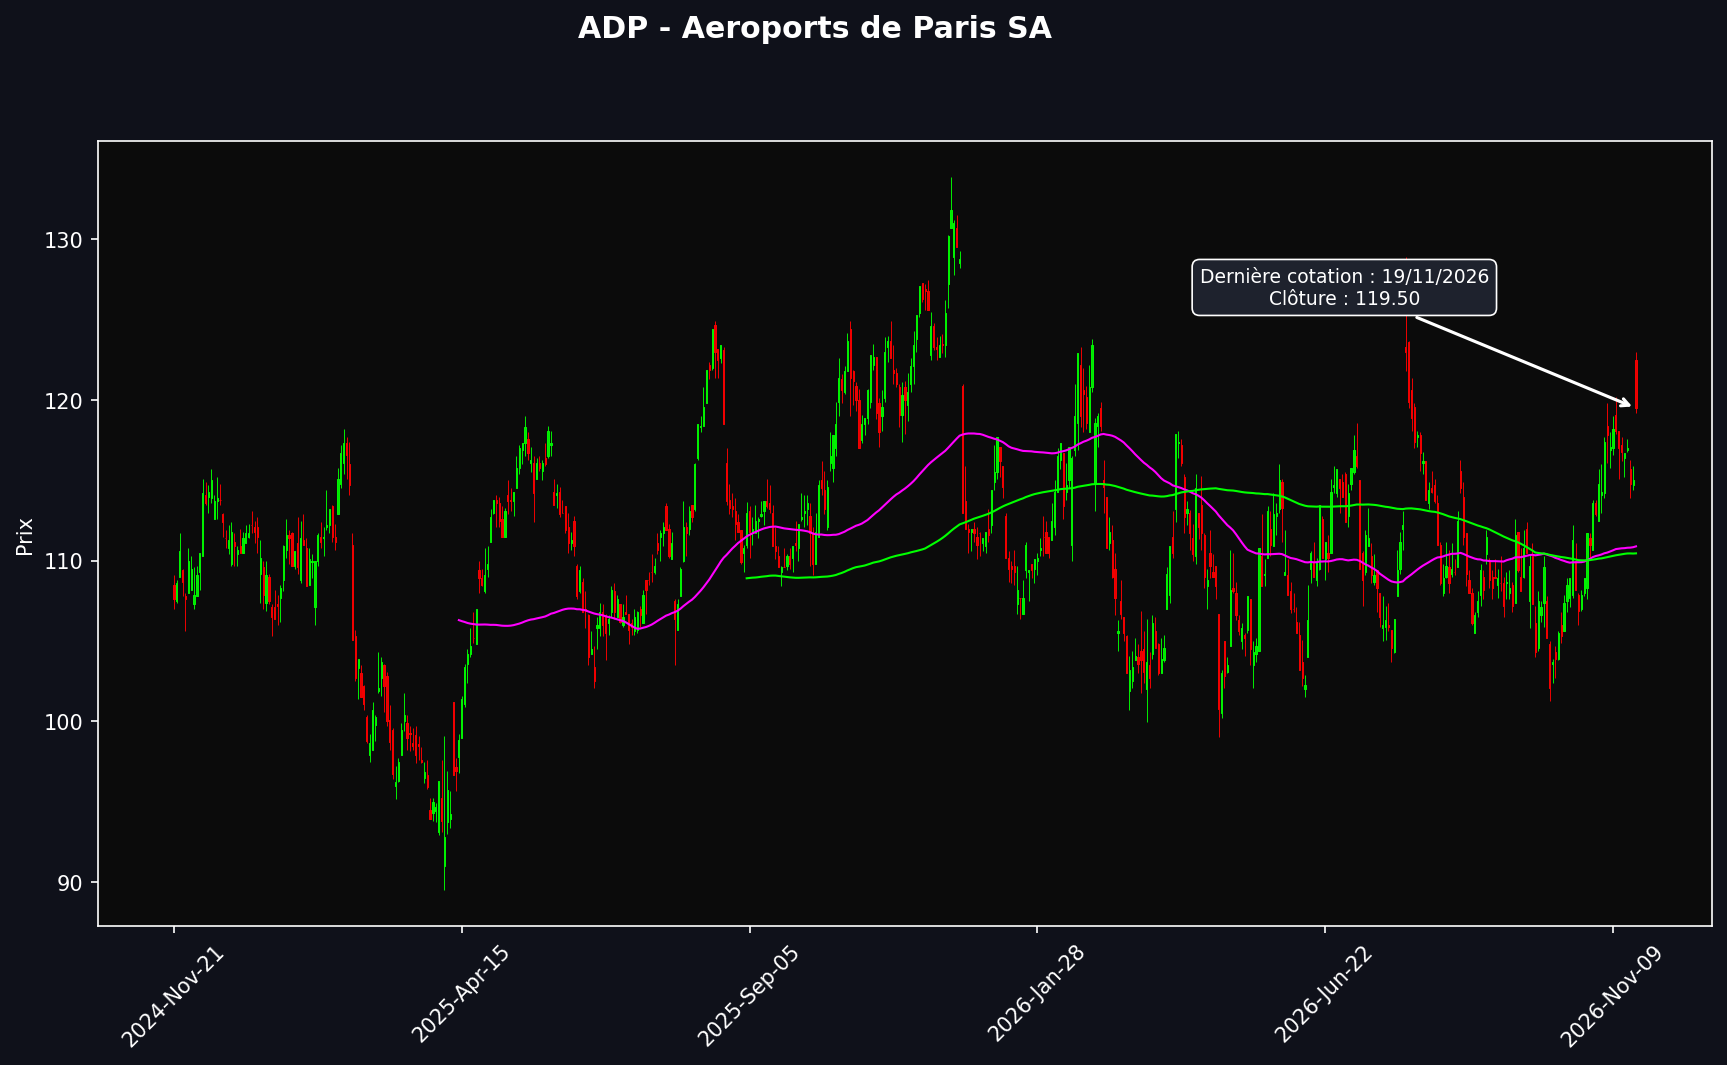 ADP - Aeroports de Paris SA
Prix
130
120
110
100
90
Dernière cotation : 19/11/2026
Clôture : 119.50
2024-Nov-21
2025-Apr-15
2025-Sep-05
2026-Jan-28
2026-Jun-22
2026-Nov-09